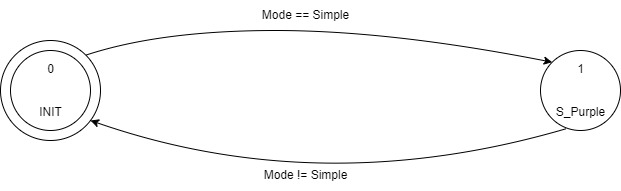 Mode == Simple
0
1
INIT
S_Purple
Mode != Simple